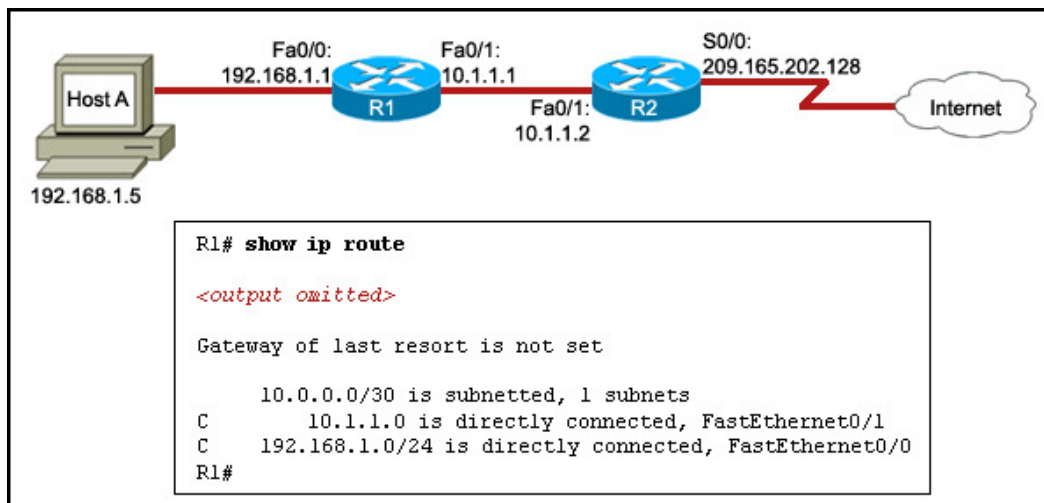 Fa0/0:
192.168.1.1
Fa0/1:
10.1.1.1
S0/0:
209.165.202.128
Host A
R1
R2
Internet
Fa0/1:
10.1.1.2
192.168.1.5
R1# show ip route
<output omitted>
Gateway of last resort is not set
10.0.0.0/30 is subnetted, 1 subnets
C 10.1.1.0 is directly connected, FastEthernet0/1
C 192.168.1.0/24 is directly connected, FastEthernet0/0
R1#